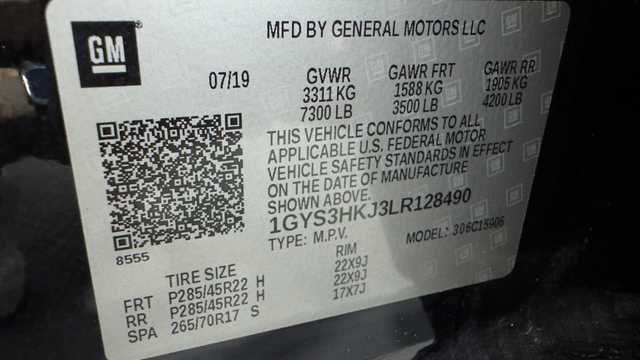 GM
MFD BY GENERAL MOTORS LLC
07/19 GVWR GAWR FRT GAWR RR
3311 KG 1588 KG 1905 KG
7300 LB 3500 LB 4200 LB
THIS VEHICLE CONFORMS TO ALL
APPLICABLE U.S. FEDERAL MOTOR
VEHICLE SAFETY STANDARDS IN EFFECT
ON THE DATE OF MANUFACTURE
SHOWN ABOVE.
1GYS3HKJ3LR128490
TYPE: M.P.V. MODEL: 306C15906
8555
TIRE SIZE RIM
FRT P285/45R22 H 22X9J
RR P285/45R22 H 22X9J
SPA 265/70R17 S 17X7J